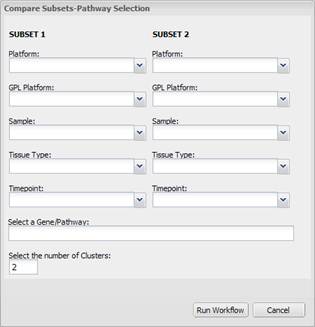 Compare Subsets-Pathway Selection
SUBSET 1 SUBSET 2
Platform: Platform:
GPL Platform: GPL Platform:
Sample: Sample:
Tissue Type: Tissue Type:
Timepoint: Timepoint:
Select a Gene/Pathway:
Select the number of Clusters:
2
Run Workflow Cancel